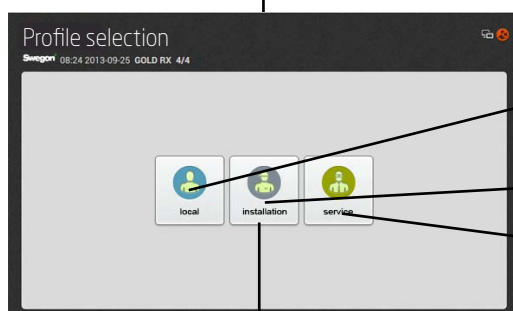 Profile selection
Swegon 08:24 2013-09-25 GOLD RX 4/4
local installation service